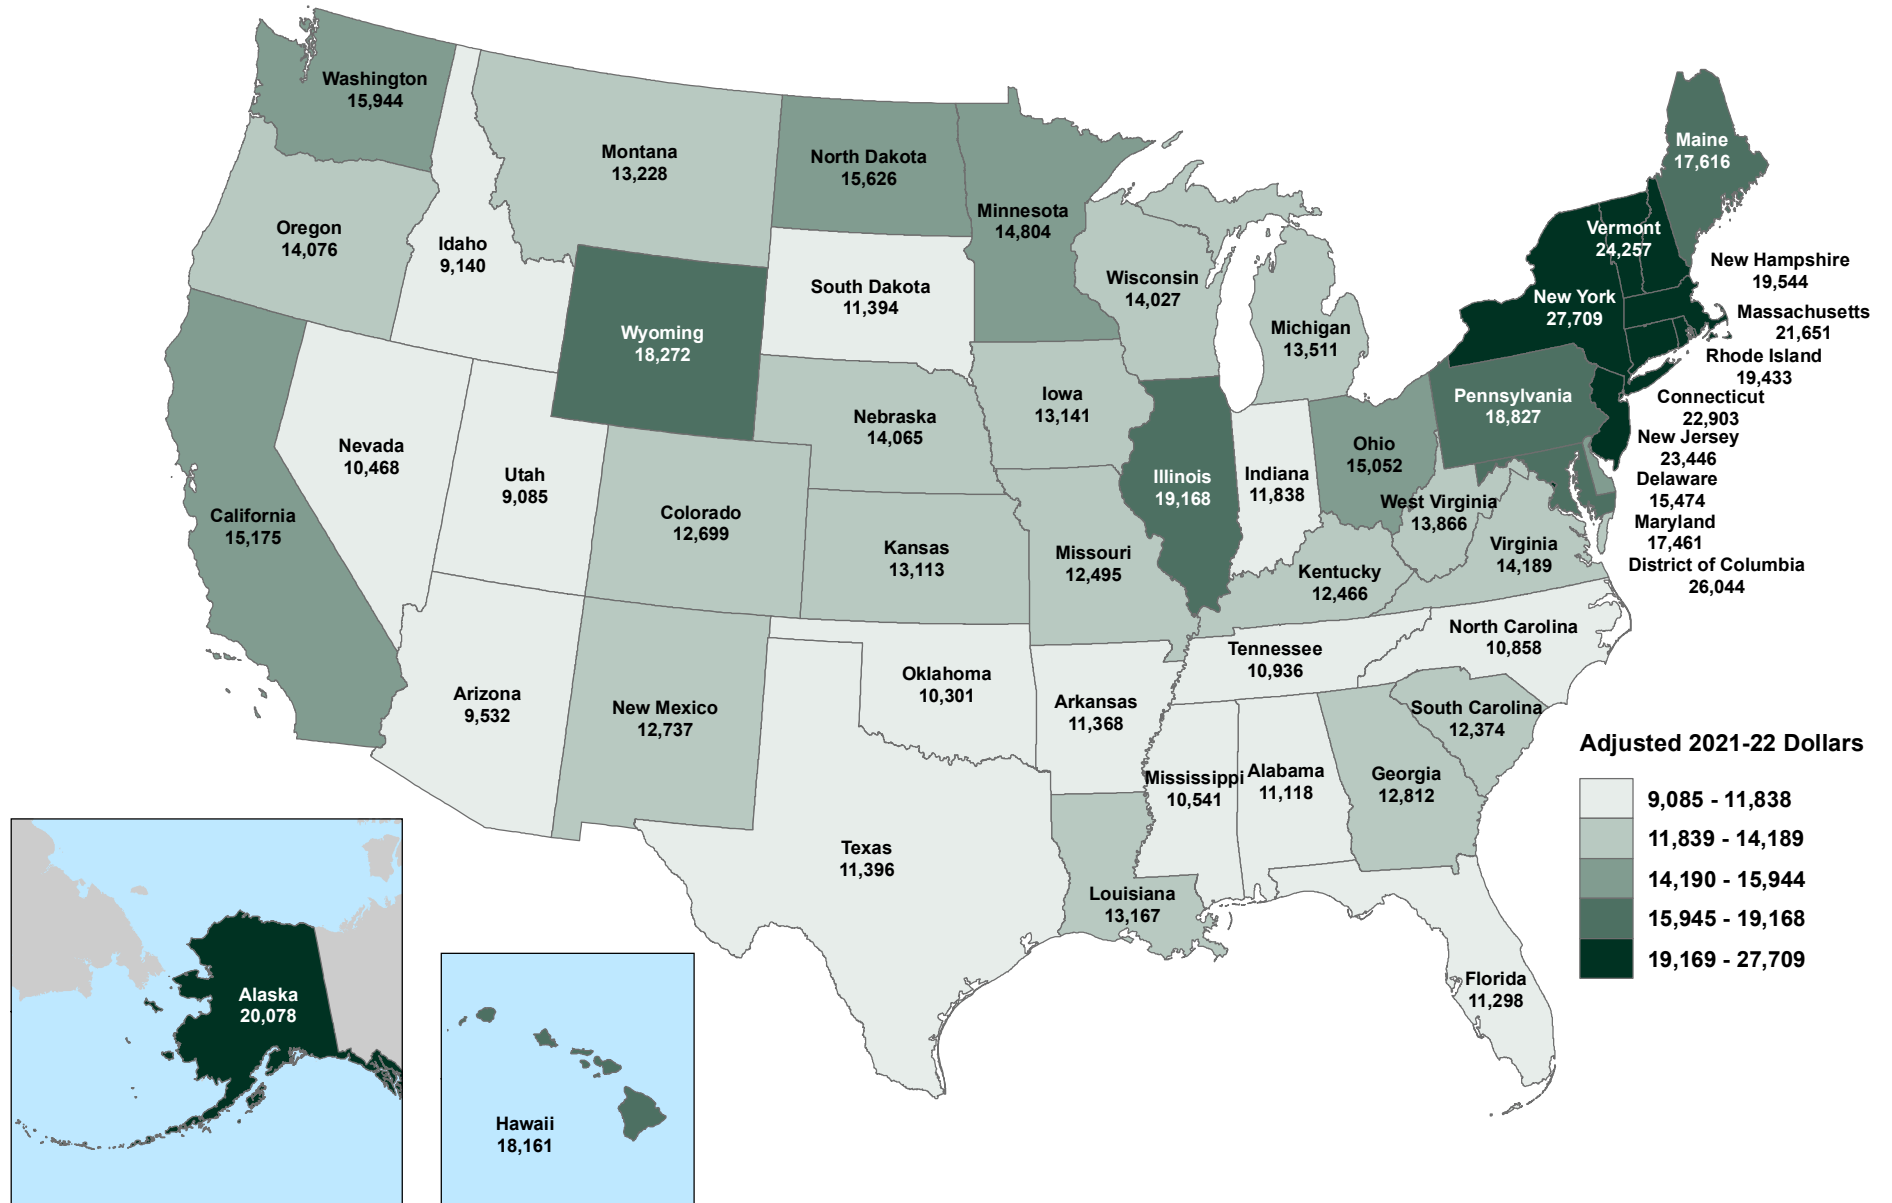 Washington
15,944
Montana
13,228
North Dakota
15,626
Minnesota
14,804
Maine
17,616
Oregon
14,076
Idaho
9,140
South Dakota
11,394
Wisconsin
14,027
Vermont
24,257
New Hampshire
19,544
New York
27,709
Massachusetts
21,651
Wyoming
18,272
Michigan
13,511
Rhode Island
19,433
Nebraska
14,065
Iowa
13,141
Pennsylvania
18,827
Connecticut
22,903
Nevada
10,468
Utah
9,085
Illinois
19,168
Indiana
11,838
Ohio
15,052
New Jersey
23,446
Delaware
15,474
California
15,175
Colorado
12,699
Kansas
13,113
Missouri
12,495
West Virginia
13,866
Maryland
17,461
Kentucky
12,466
Virginia
14,189
District of Columbia
26,044
Arizona
9,532
New Mexico
12,737
Oklahoma
10,301
Arkansas
11,368
Tennessee
10,936
North Carolina
10,858
South Carolina
12,374
Mississippi
10,541
Alabama
11,118
Georgia
12,812
Texas
11,396
Louisiana
13,167
Florida
11,298
Alaska
20,078
Hawaii
18,161
Adjusted 2021-22 Dollars
9,085 - 11,838
11,839 - 14,189
14,190 - 15,944
15,945 - 19,168
19,169 - 27,709